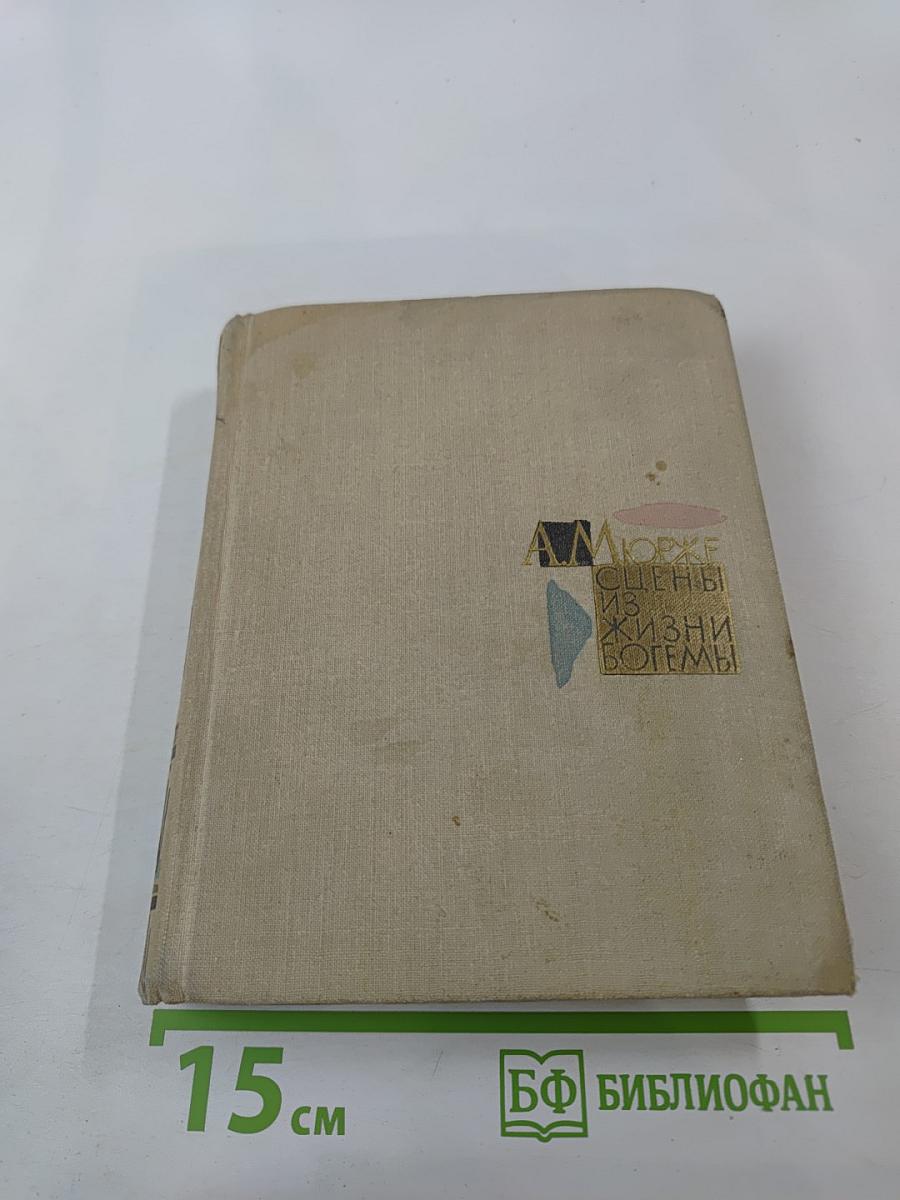 А. МЮРЖЕ
СЦЕНЫ
ИЗ
ЖИЗНИ
БОГЕМЫ
15 см
БФ БИБЛИОФАН